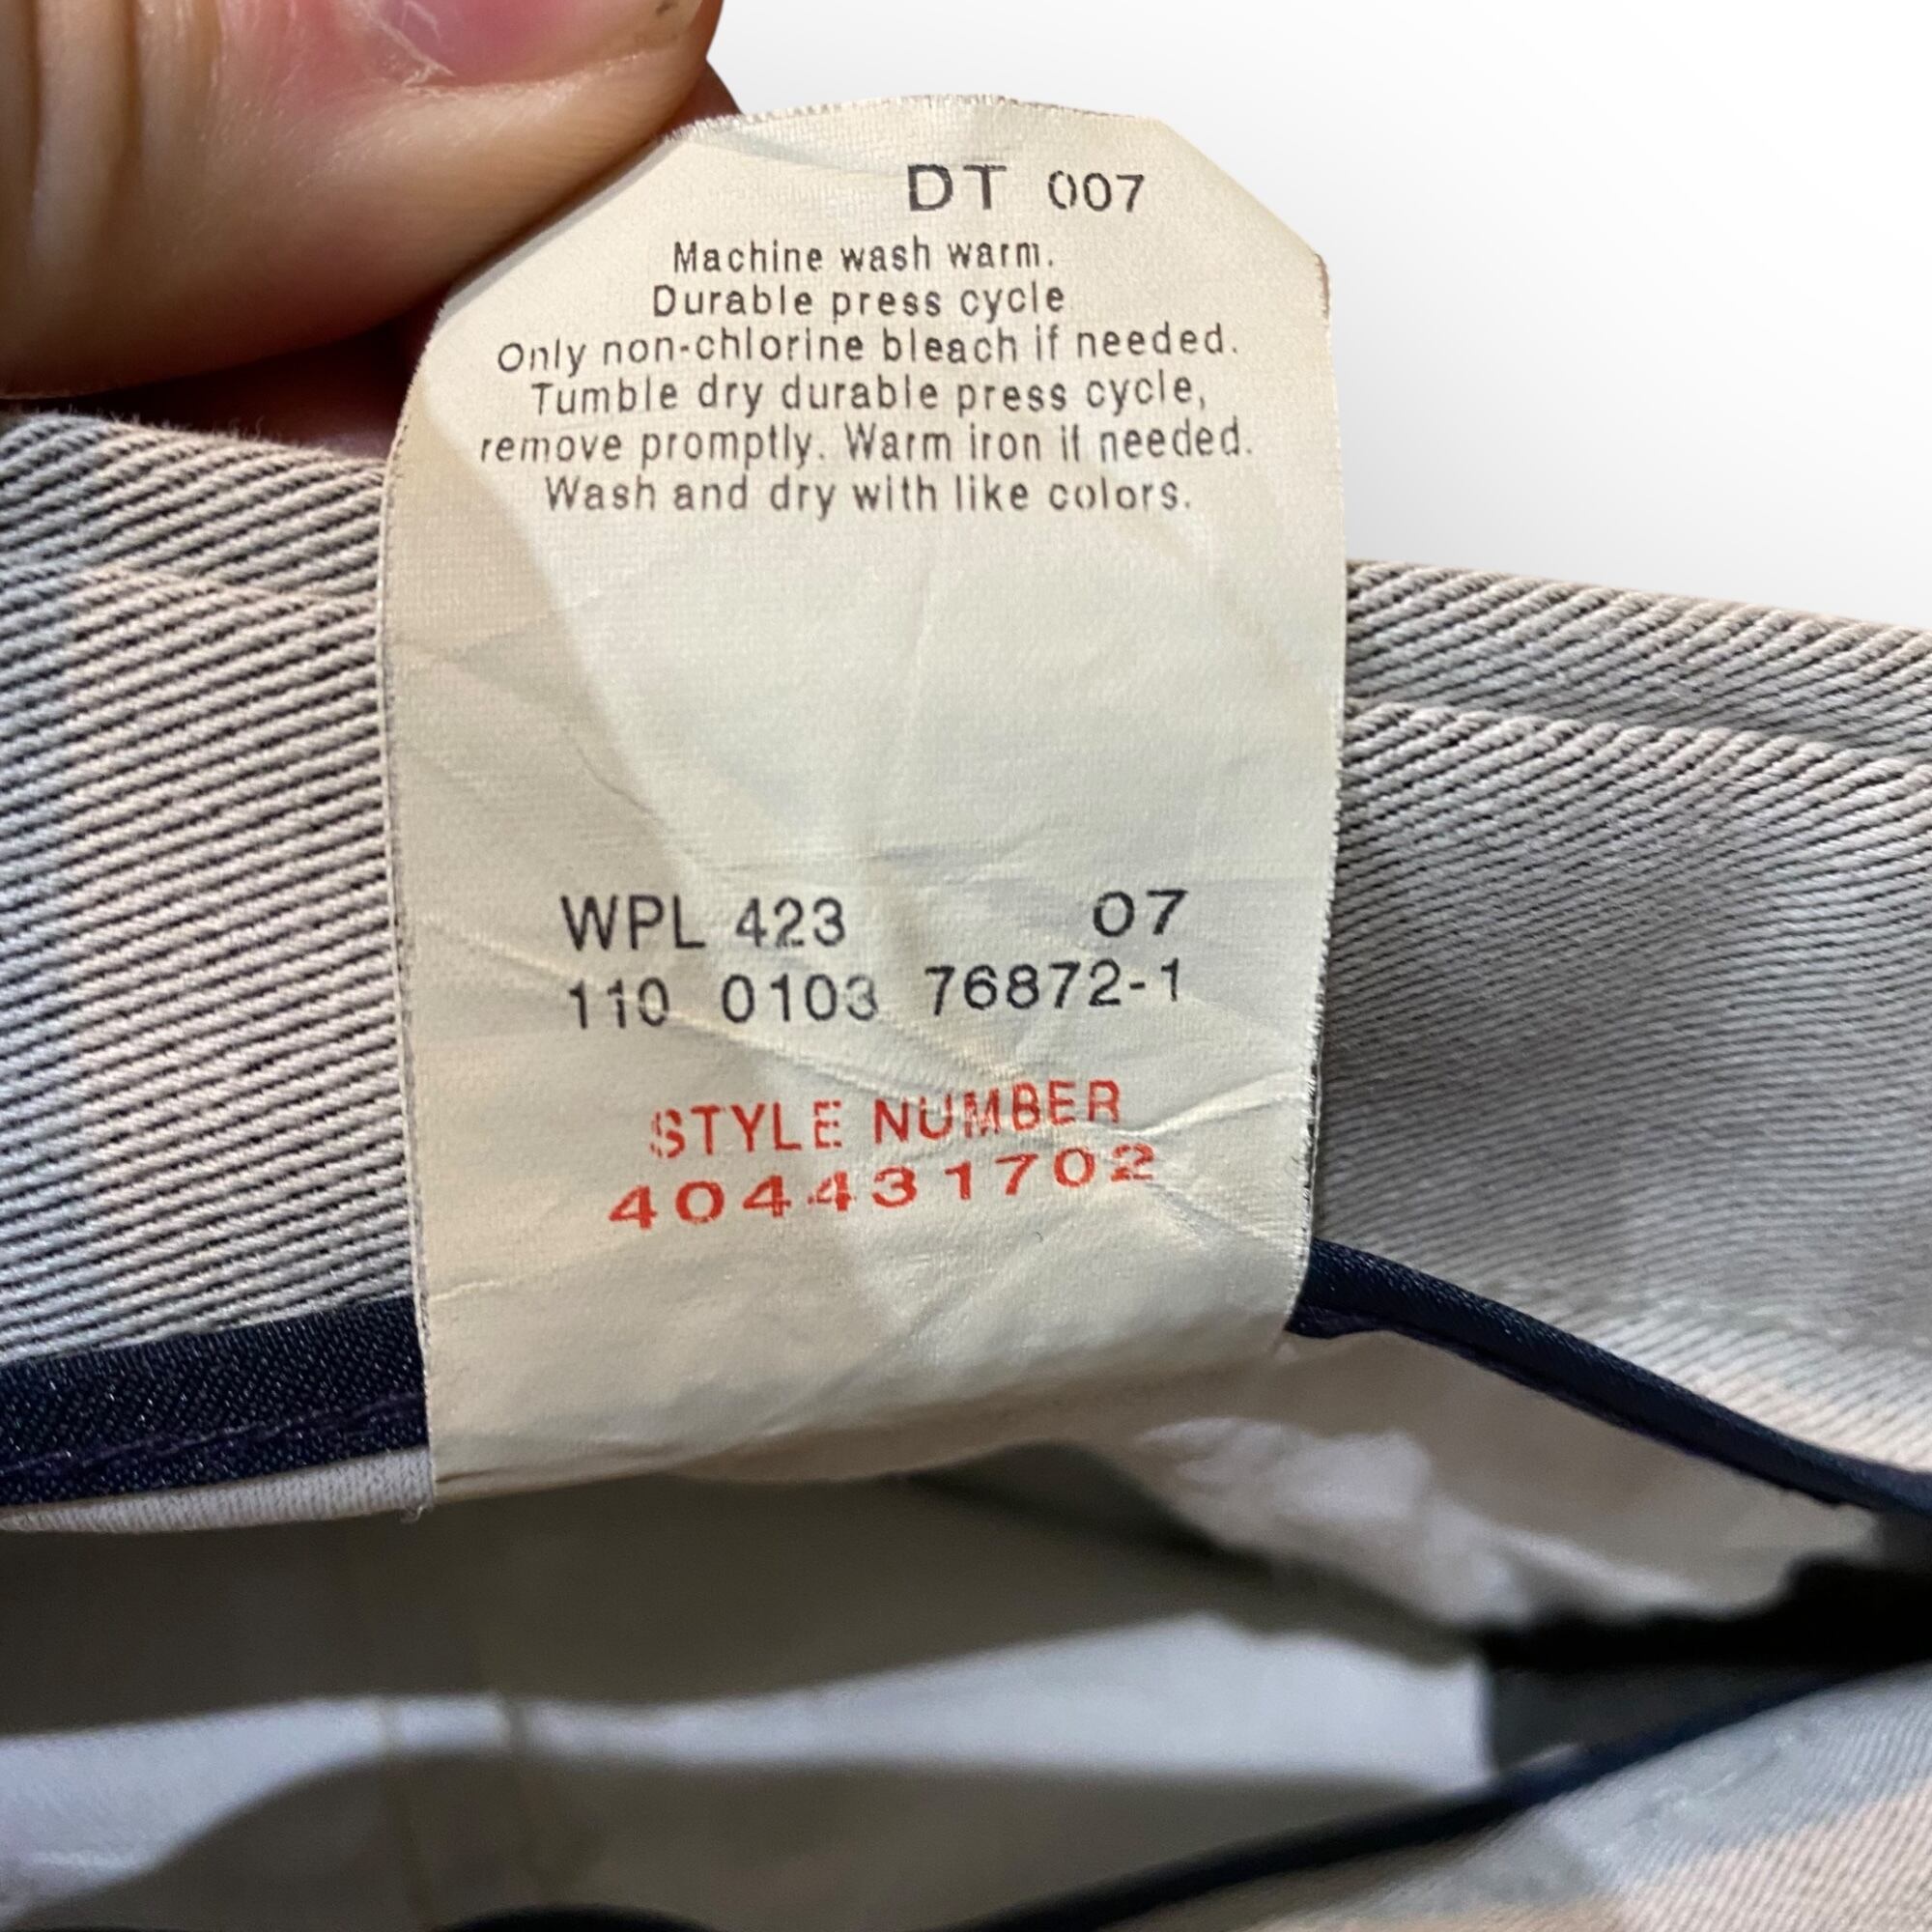 DT 007
Machine wash warm.
Durable press cycle
Only non-chlorine bleach if needed.
Tumble dry durable press cycle,
remove promptly. Warm iron if needed.
Wash and dry with like colors.
WPL 423 07
110 0103 76872-1
STYLE NUMBER
404431702